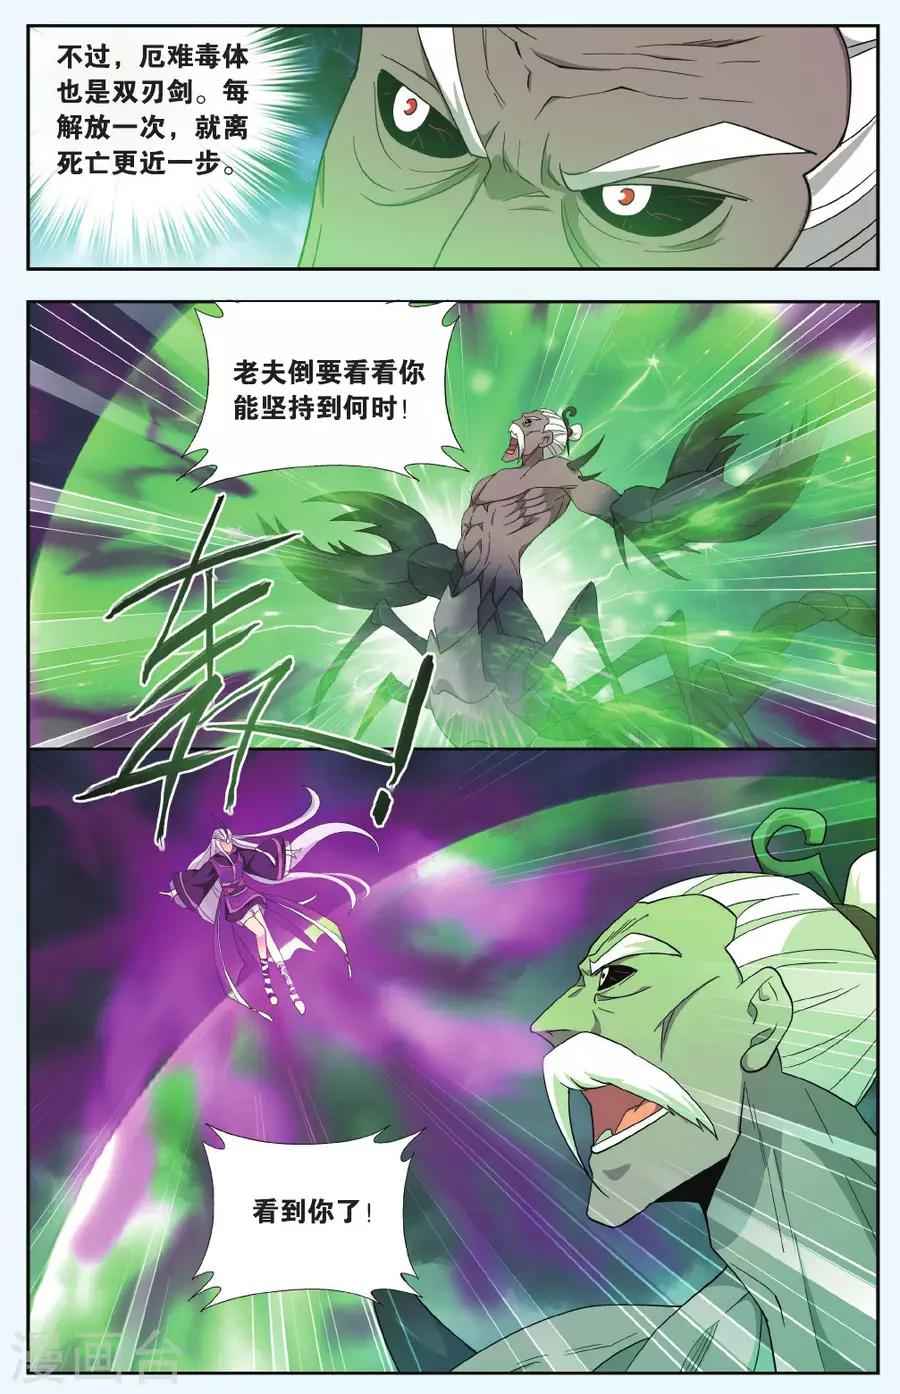 不过，厄难毒体
也是双刃剑。每
解放一次，就离
死亡更近一步。
老夫倒要看看你
能坚持到何时！
轰！
看到你了！
漫画台